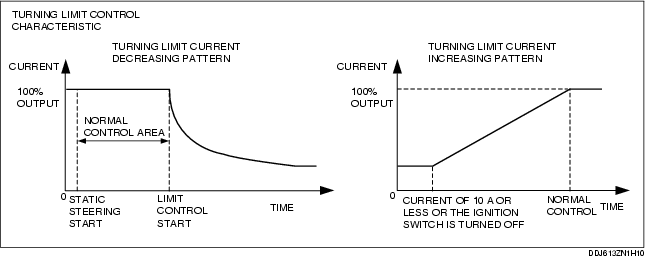 TURNING LIMIT CONTROL
CHARACTERISTIC
TURNING LIMIT CURRENT
DECREASING PATTERN
CURRENT
100%
OUTPUT
NORMAL
CONTROL AREA
0
STATIC
STEERING
START
LIMIT
CONTROL
START
TIME
TURNING LIMIT CURRENT
INCREASING PATTERN
CURRENT
100%
OUTPUT
0
CURRENT OF 10 A OR
LESS OR THE IGNITION
SWITCH IS TURNED OFF
NORMAL
CONTROL
TIME
DDJ613ZN1H10